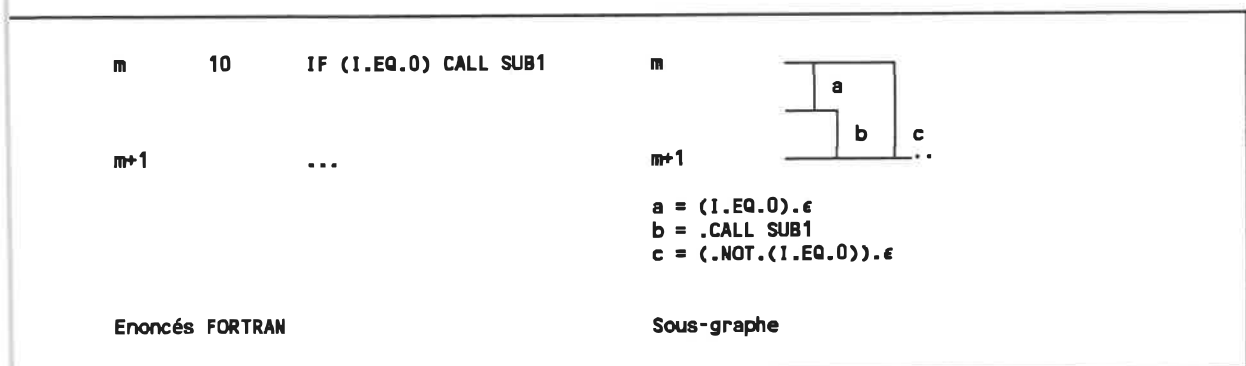 m 10 IF (I.EQ.0) CALL SUB1 m
a
b c
m+1 ... m+1 ..
a = (I.EQ.0).ε
b = .CALL SUB1
c = (.NOT.(I.EQ.0)).ε
Enoncés FORTRAN Sous-graphe